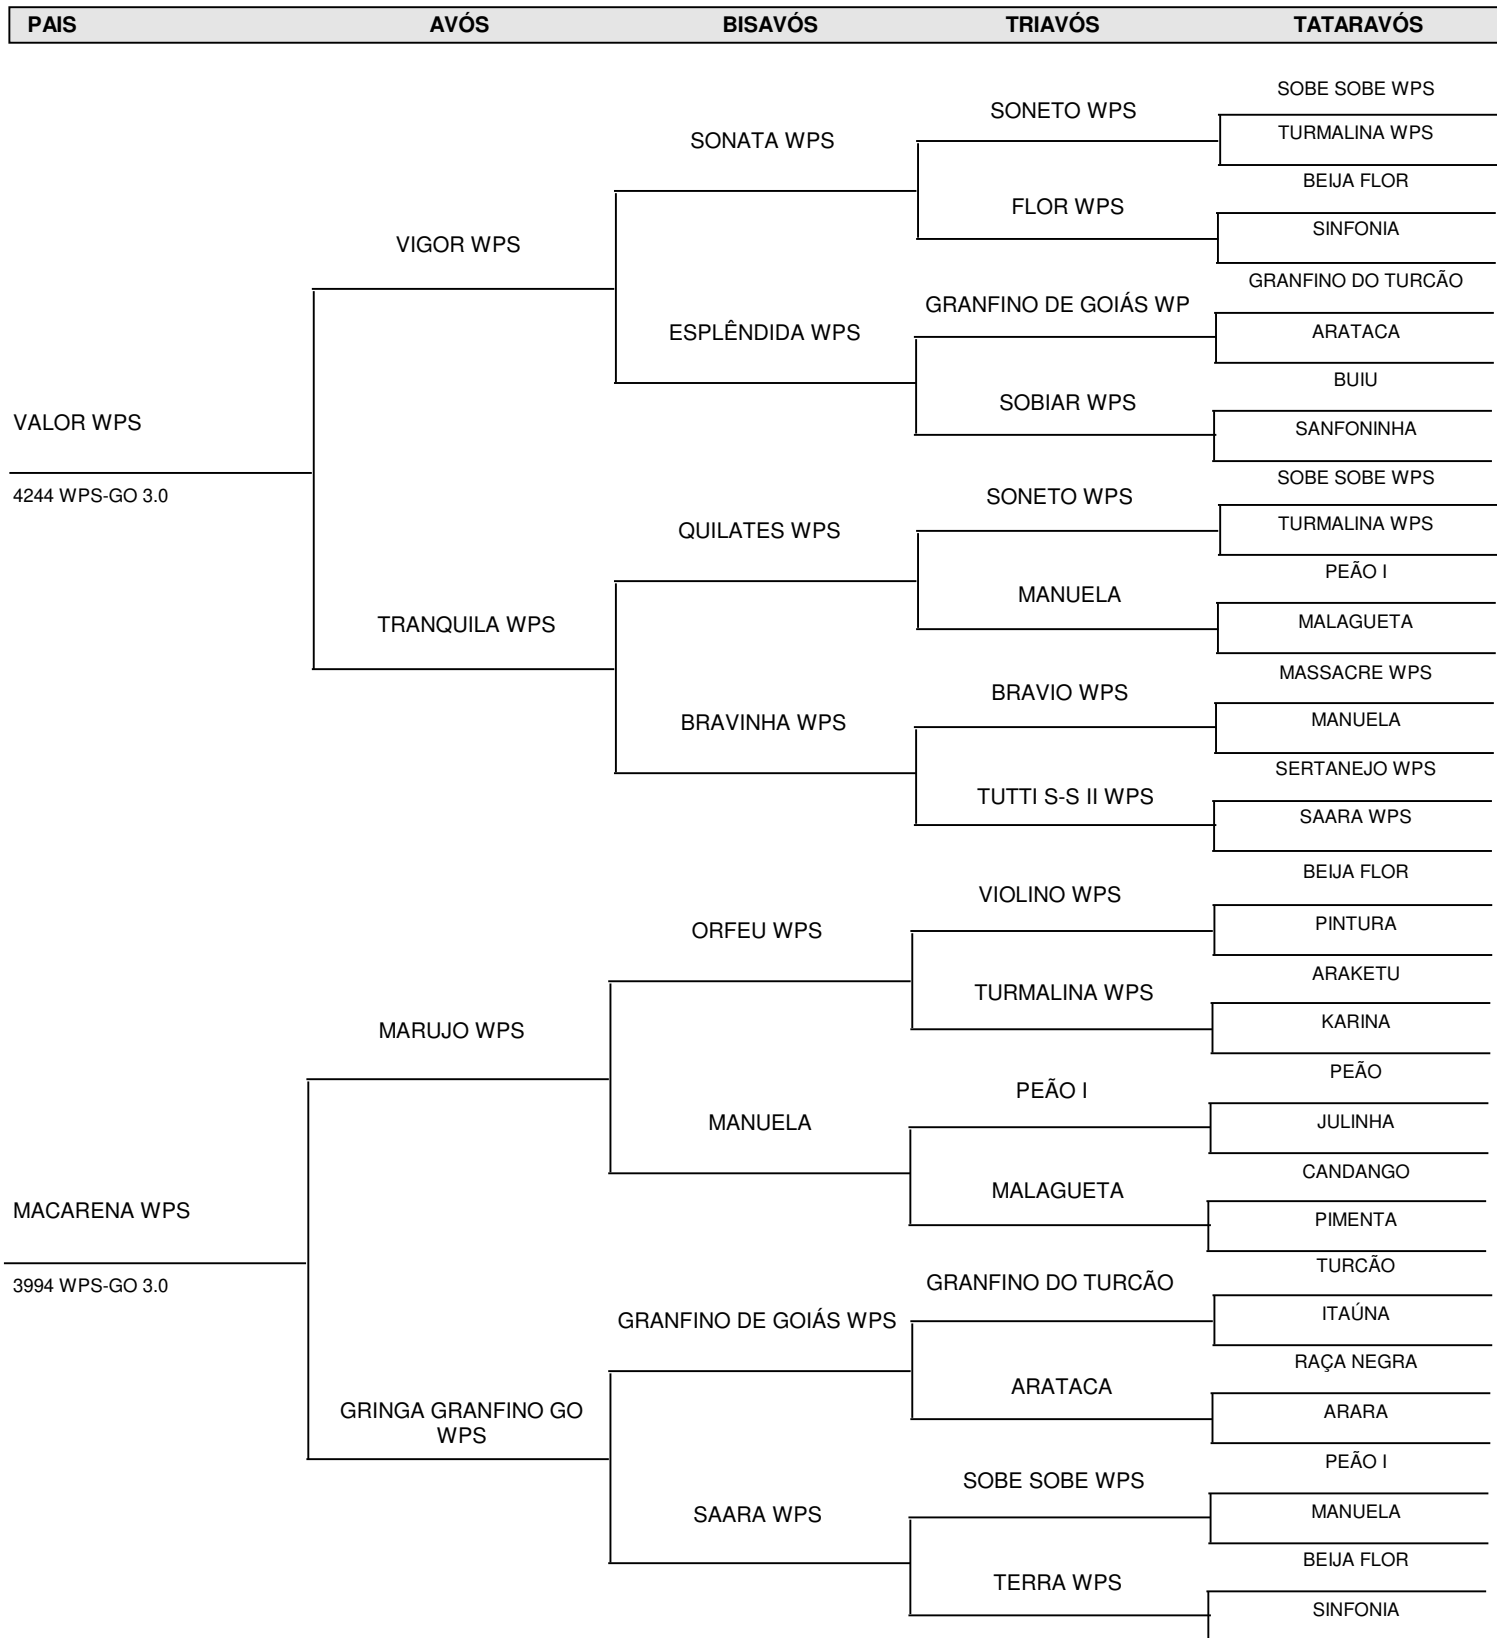 PAIS AVÓS BISAVÓS TRIAVÓS TATARAVÓS
SOBE SOBE WPS
SONETO WPS
TURMALINA WPS
SONATA WPS
BEIJA FLOR
FLOR WPS
SINFONIA
VIGOR WPS
GRANFINO DO TURCÃO
GRANFINO DE GOIÁS WP
ARATACA
ESPLÊNDIDA WPS
BUIU
SOBIAR WPS
SANFONINHA
VALOR WPS
4244 WPS-GO 3.0
SOBE SOBE WPS
SONETO WPS
TURMALINA WPS
QUILATES WPS
PEÃO I
MANUELA
MALAGUETA
TRANQUILA WPS
MASSACRE WPS
BRAVIO WPS
MANUELA
BRAVINHA WPS
SERTANEJO WPS
TUTTI S-S II WPS
SAARA WPS
BEIJA FLOR
VIOLINO WPS
PINTURA
ORFEU WPS
ARAKETU
TURMALINA WPS
KARINA
MARUJO WPS
PEÃO
PEÃO I
JULINHA
MANUELA
CANDANGO
MALAGUETA
PIMENTA
MACARENA WPS
3994 WPS-GO 3.0
TURCÃO
GRANFINO DO TURCÃO
ITAÚNA
GRANFINO DE GOIÁS WPS
RAÇA NEGRA
ARATACA
ARARA
GRINGA GRANFINO GO
WPS
PEÃO I
SOBE SOBE WPS
MANUELA
SAARA WPS
BEIJA FLOR
TERRA WPS
SINFONIA